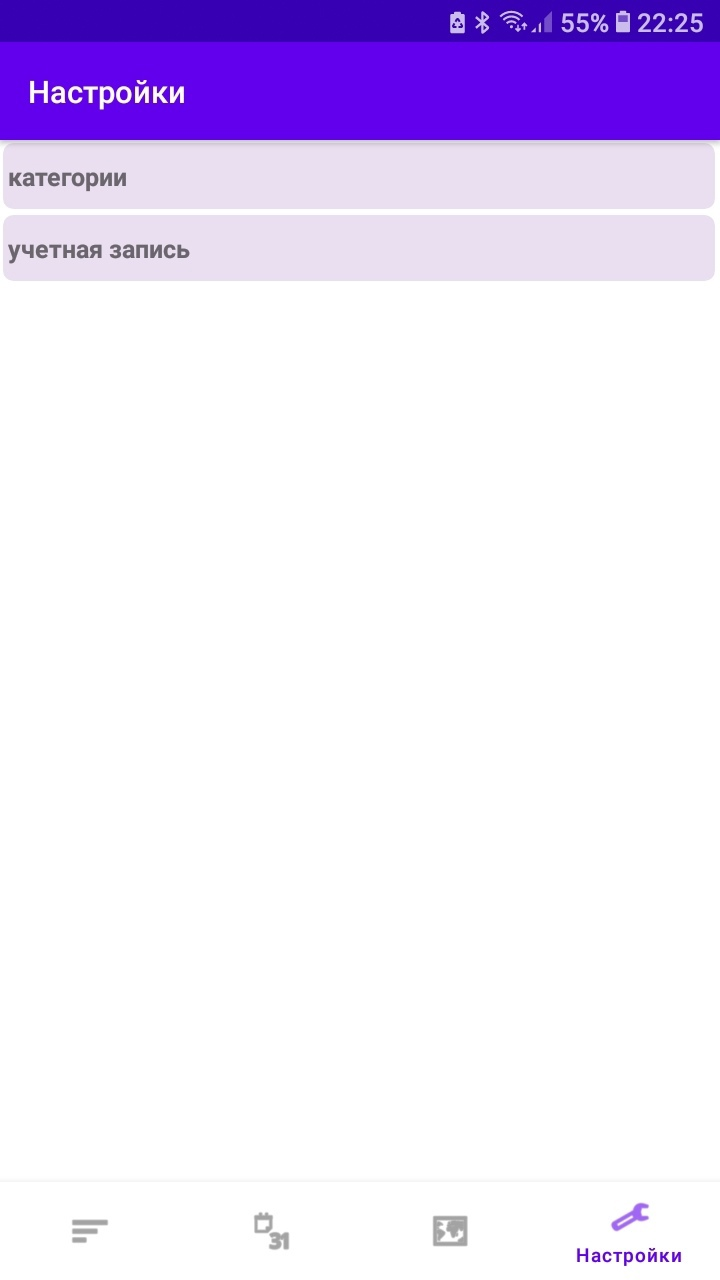 55% 22:25
Настройки
категории
учетная запись
31
Настройки